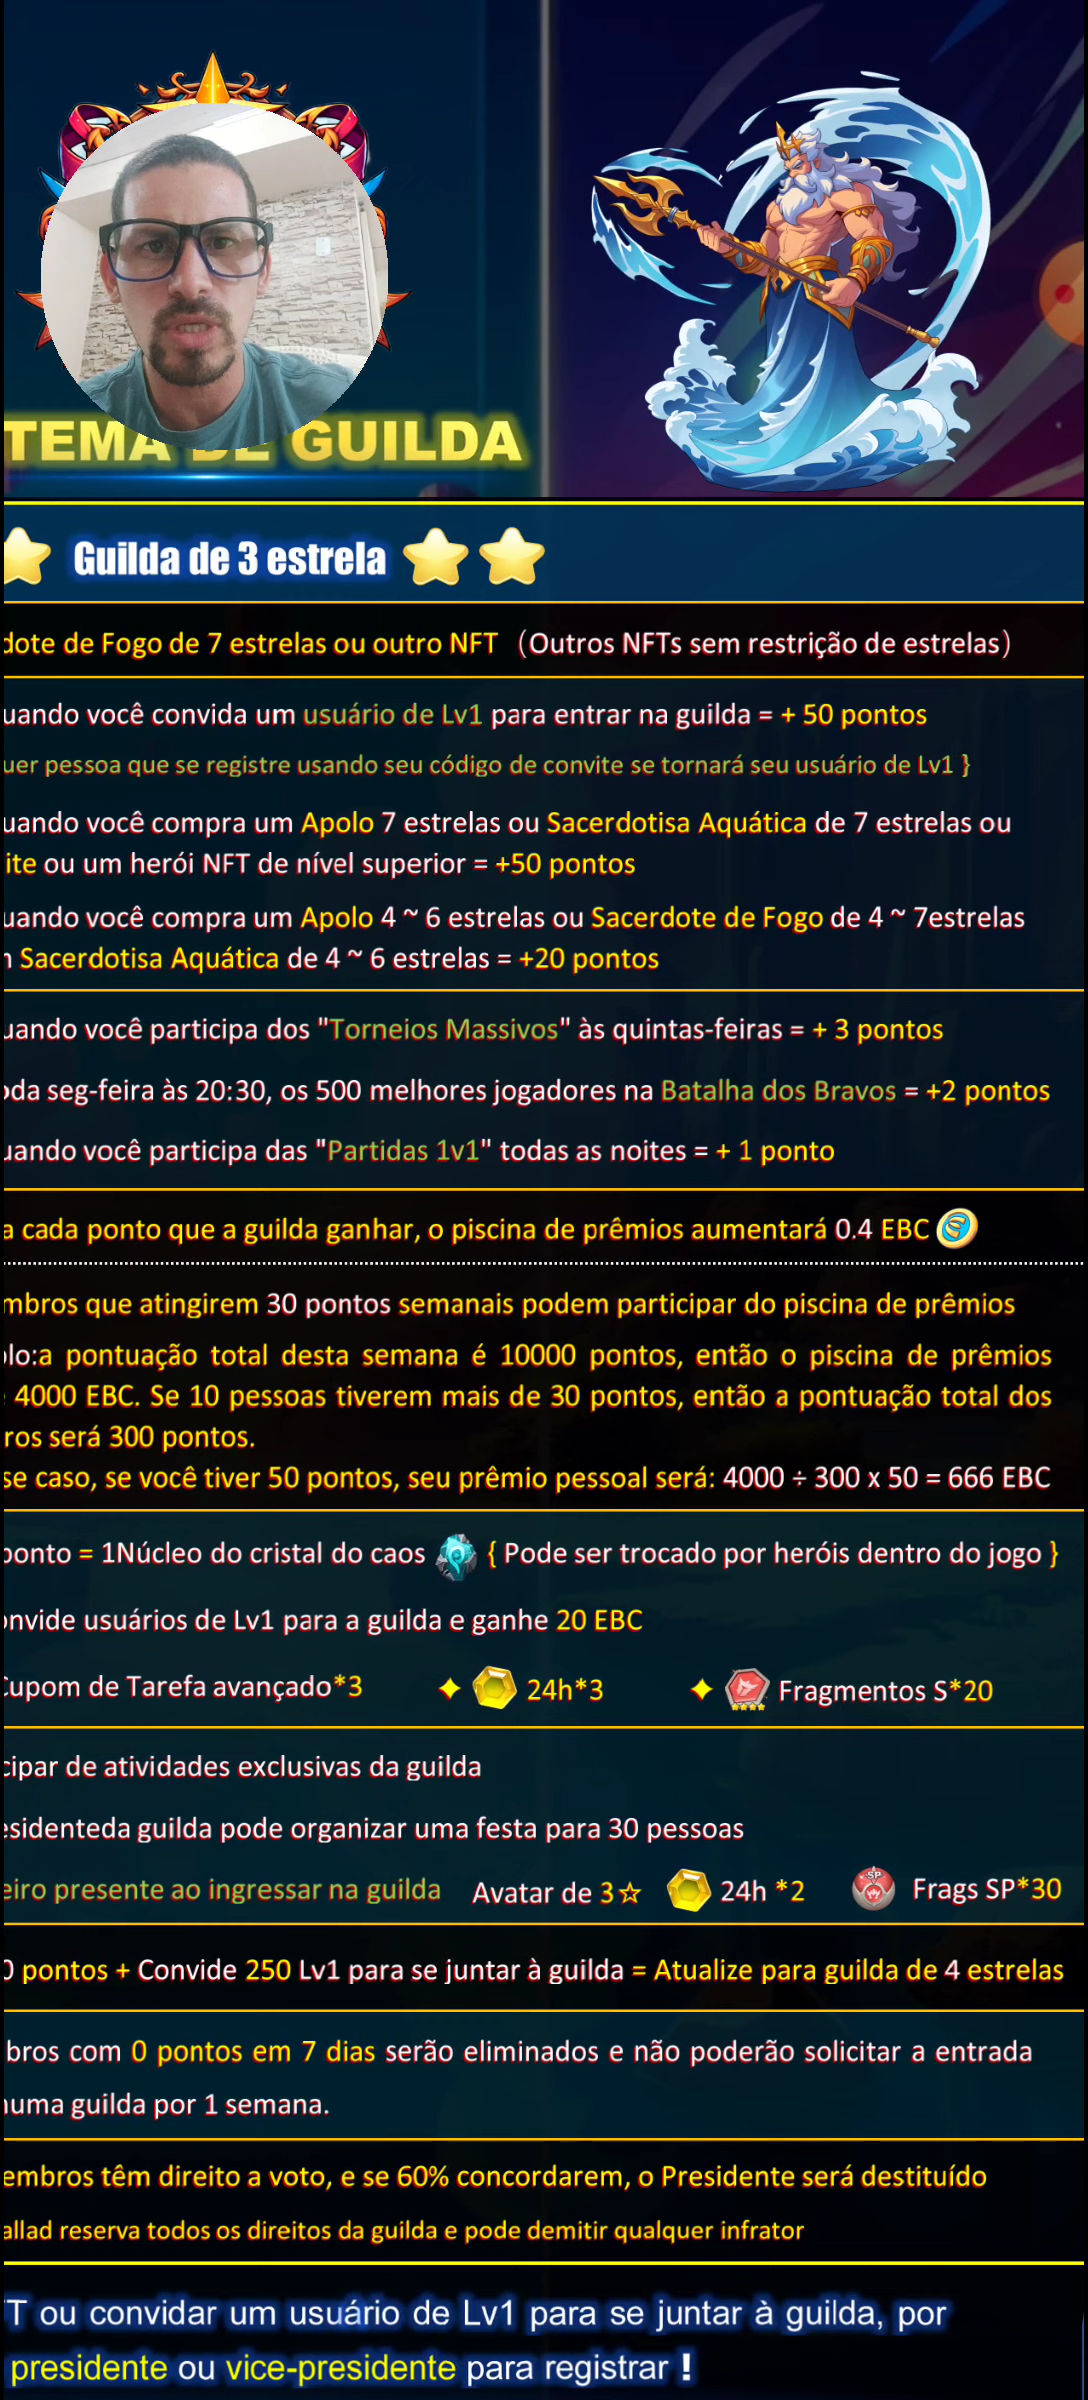 TEMA DE GUILDA
Guilda de 3 estrela
dote de Fogo de 7 estrelas ou outro NFT (Outros NFTs sem restrição de estrelas)
uando você convida um usuário de Lv1 para entrar na guilda = + 50 pontos
uer pessoa que se registre usando seu código de convite se tornará seu usuário de Lv1 }
uando você compra um Apolo 7 estrelas ou Sacerdotisa Aquática de 7 estrelas ou
ite ou um herói NFT de nível superior = +50 pontos
uando você compra um Apolo 4 ~ 6 estrelas ou Sacerdote de Fogo de 4 ~ 7estrelas
Sacerdotisa Aquática de 4 ~ 6 estrelas = +20 pontos
uando você participa dos "Torneios Massivos" às quintas-feiras = + 3 pontos
oda seg-feira às 20:30, os 500 melhores jogadores na Batalha dos Bravos = +2 pontos
uando você participa das "Partidas 1v1" todas as noites = + 1 ponto
a cada ponto que a guilda ganhar, o piscina de prêmios aumentará 0.4 EBC
mbros que atingirem 30 pontos semanais podem participar do piscina de prêmios
lo:a pontuação total desta semana é 10000 pontos, então o piscina de prêmios
4000 EBC. Se 10 pessoas tiverem mais de 30 pontos, então a pontuação total dos
ros será 300 pontos.
se caso, se você tiver 50 pontos, seu prêmio pessoal será: 4000 ÷ 300 x 50 = 666 EBC
ponto = 1Núcleo do cristal do caos { Pode ser trocado por heróis dentro do jogo }
onvide usuários de Lv1 para a guilda e ganhe 20 EBC
Cupom de Tarefa avançado*3 ✦ 24h*3 ✦ Fragmentos S*20
cipar de atividades exclusivas da guilda
esidenteda guilda pode organizar uma festa para 30 pessoas
eiro presente ao ingressar na guilda Avatar de 3☆ 24h *2 SP Frags SP*30
0 pontos + Convide 250 Lv1 para se juntar à guilda = Atualize para guilda de 4 estrelas
bros com 0 pontos em 7 dias serão eliminados e não poderão solicitar a entrada
numa guilda por 1 semana.
embros têm direito a voto, e se 60% concordarem, o Presidente será destituído
allad reserva todos os direitos da guilda e pode demitir qualquer infrator
T ou convidar um usuário de Lv1 para se juntar à guilda, por
presidente ou vice-presidente para registrar !